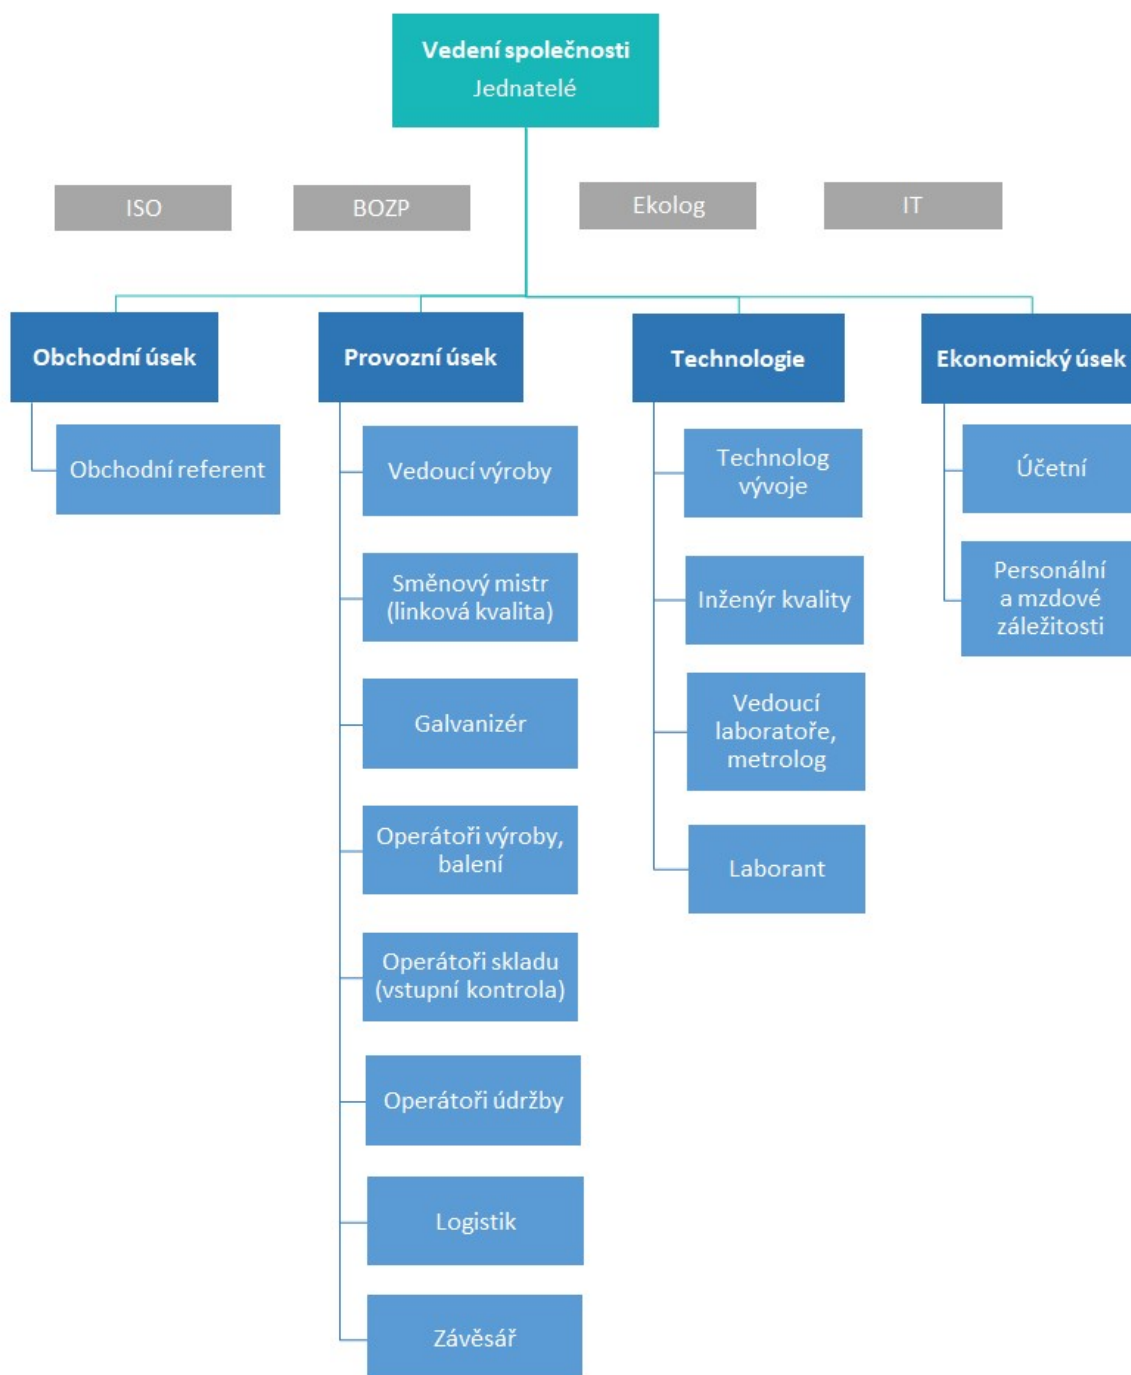 Vedení společnosti
Jednatelé
ISO
BOZP
Ekolog
IT
Obchodní úsek
Provozní úsek
Technologie
Ekonomický úsek
Obchodní referent
Vedoucí výroby
Směnový mistr
(linková kvalita)
Galvanizér
Operátoři výroby,
balení
Operátoři skladu
(vstupní kontrola)
Operátoři údržby
Logistik
Závěsář
Technolog
vývoje
Inženýr kvality
Vedoucí
laboratoře,
metrolog
Laborant
Účetní
Personální
a mzdové
záležitosti